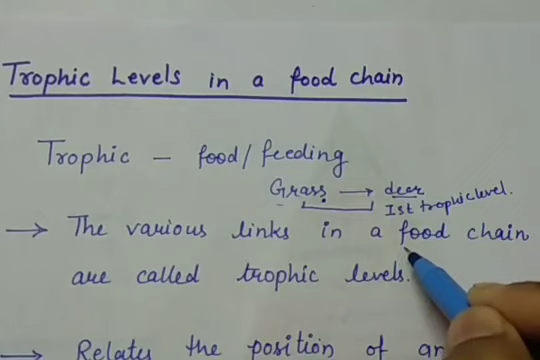 Trophic Levels in a food chain
Trophic – food/feeding
Grass → deer
Ist trophic level.
→ The various links in a food chain
are called trophic levels.
→ Relates the position of an